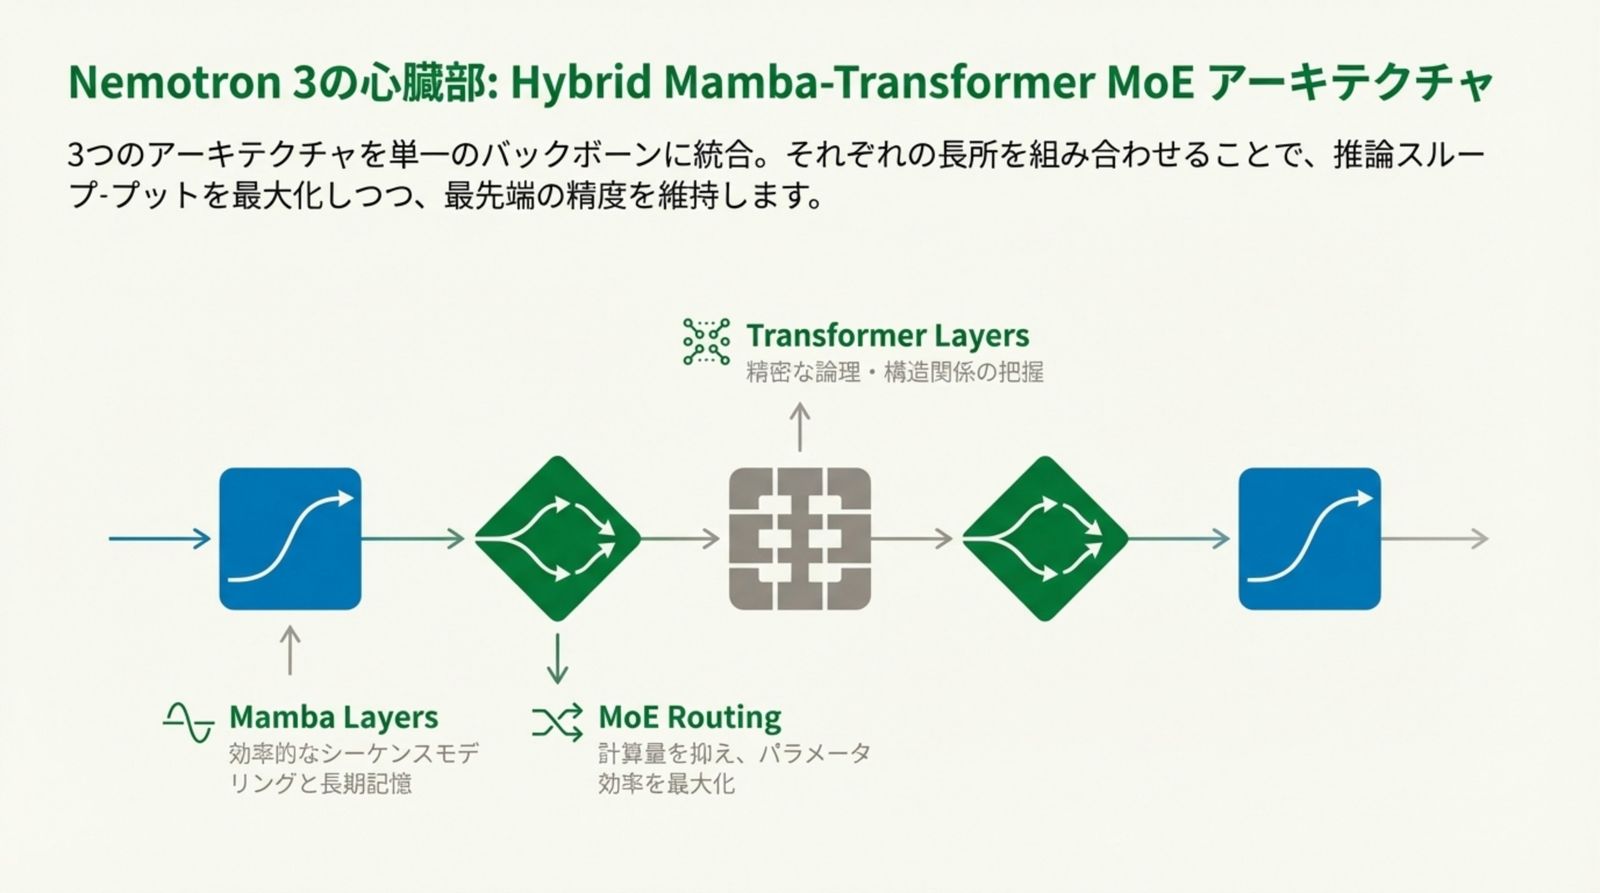 Nemotron 3の心臓部: Hybrid Mamba-Transformer MoE アーキテクチャ
3つのアーキテクチャを単一のバックボーンに統合。それぞれの長所を組み合わせることで、推論スルー
プ-プットを最大化しつつ、最先端の精度を維持します。
Transformer Layers
精密な論理・構造関係の把握
Mamba Layers
効率的なシーケンスモデ
リングと長期記憶
MoE Routing
計算量を抑え、パラメータ
効率を最大化